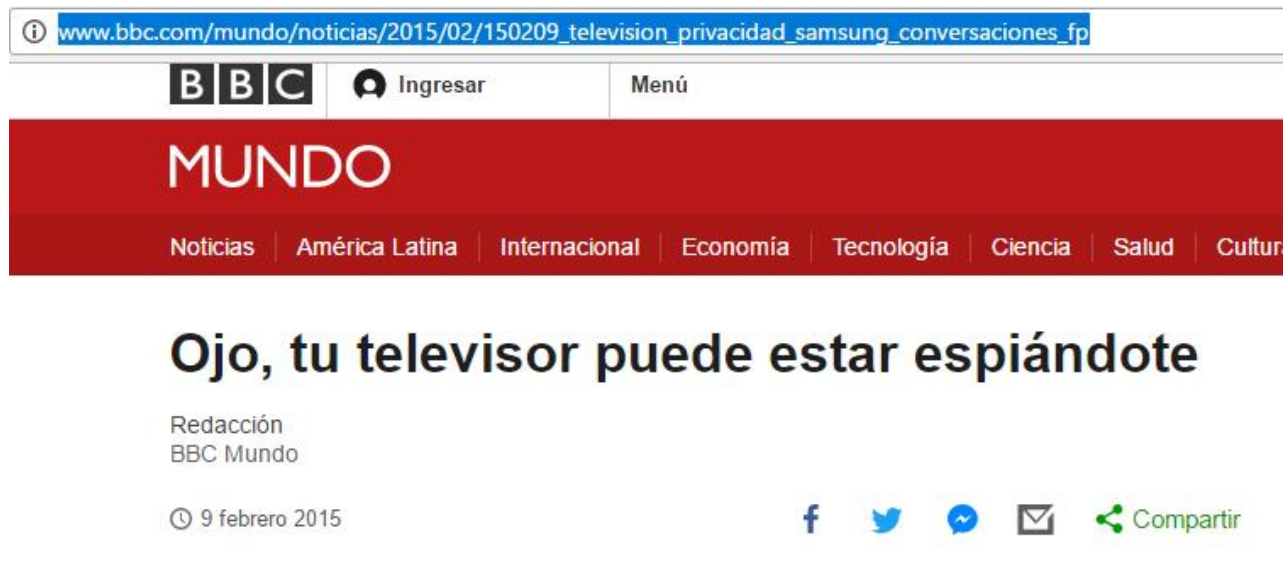 www.bbc.com/mundo/noticias/2015/02/150209_television_privacidad_samsung_conversaciones_fp
BBC Ingresar Menú
MUNDO
Noticias América Latina Internacional Economía Tecnología Ciencia Salud Cultur
Ojo, tu televisor puede estar espiándote
Redacción
BBC Mundo
9 febrero 2015 Compartir